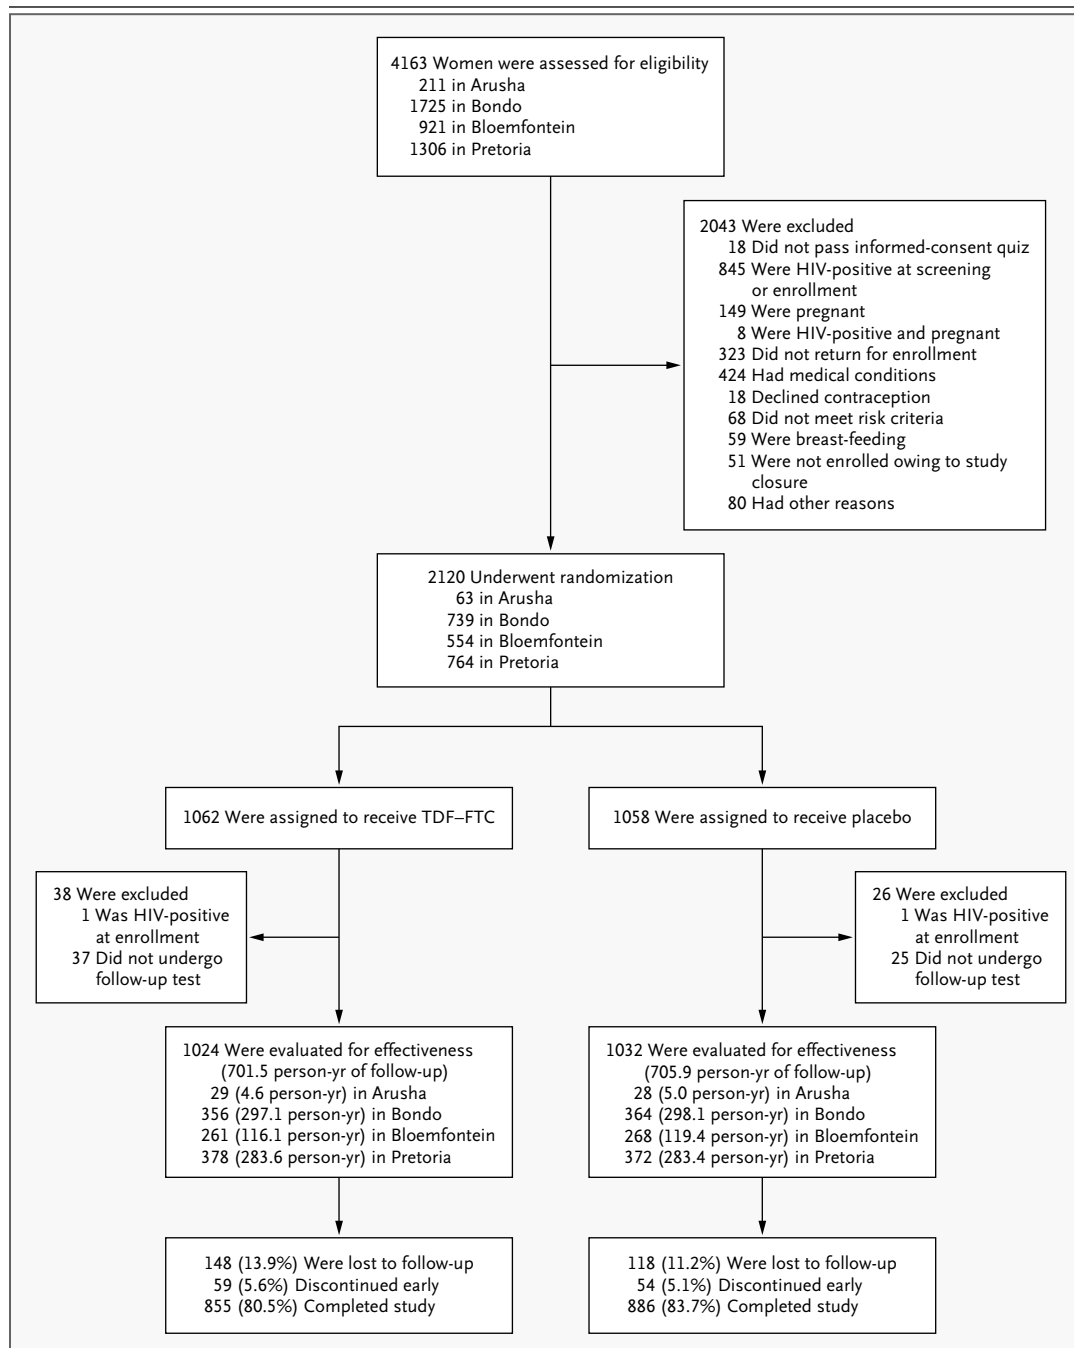 4163 Women were assessed for eligibility
211 in Arusha
1725 in Bondo
921 in Bloemfontein
1306 in Pretoria
2043 Were excluded
18 Did not pass informed-consent quiz
845 Were HIV-positive at screening
or enrollment
149 Were pregnant
8 Were HIV-positive and pregnant
323 Did not return for enrollment
424 Had medical conditions
18 Declined contraception
68 Did not meet risk criteria
59 Were breast-feeding
51 Were not enrolled owing to study
closure
80 Had other reasons
2120 Underwent randomization
63 in Arusha
739 in Bondo
554 in Bloemfontein
764 in Pretoria
1062 Were assigned to receive TDF–FTC
1058 Were assigned to receive placebo
38 Were excluded
1 Was HIV-positive
at enrollment
37 Did not undergo
follow-up test
26 Were excluded
1 Was HIV-positive
at enrollment
25 Did not undergo
follow-up test
1024 Were evaluated for effectiveness
(701.5 person-yr of follow-up)
29 (4.6 person-yr) in Arusha
356 (297.1 person-yr) in Bondo
261 (116.1 person-yr) in Bloemfontein
378 (283.6 person-yr) in Pretoria
1032 Were evaluated for effectiveness
(705.9 person-yr of follow-up)
28 (5.0 person-yr) in Arusha
364 (298.1 person-yr) in Bondo
268 (119.4 person-yr) in Bloemfontein
372 (283.4 person-yr) in Pretoria
148 (13.9%) Were lost to follow-up
59 (5.6%) Discontinued early
855 (80.5%) Completed study
118 (11.2%) Were lost to follow-up
54 (5.1%) Discontinued early
886 (83.7%) Completed study